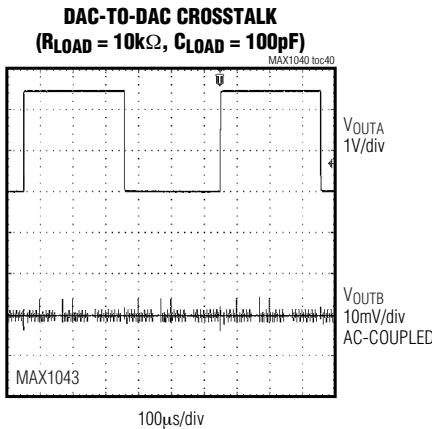 DAC-TO-DAC CROSSTALK
(RLOAD = 10kΩ, CLOAD = 100pF)
MAX1040 toc40
VOUTA
1V/div
VOUTB
10mV/div
AC-COUPLED
MAX1043
100µs/div